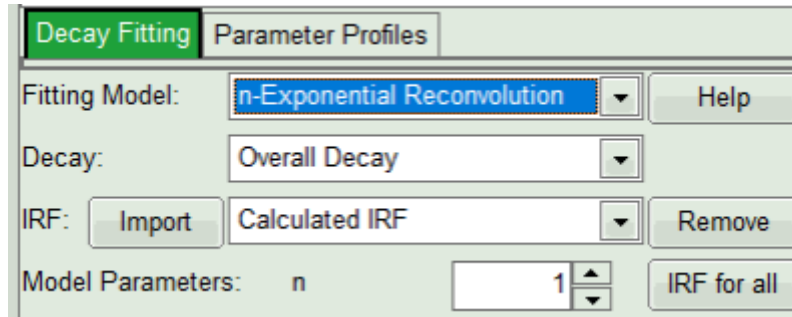 Decay Fitting Parameter Profiles
Fitting Model: n-Exponential Reconvolution Help
Decay: Overall Decay
IRF: Import Calculated IRF Remove
Model Parameters: n 1 IRF for all